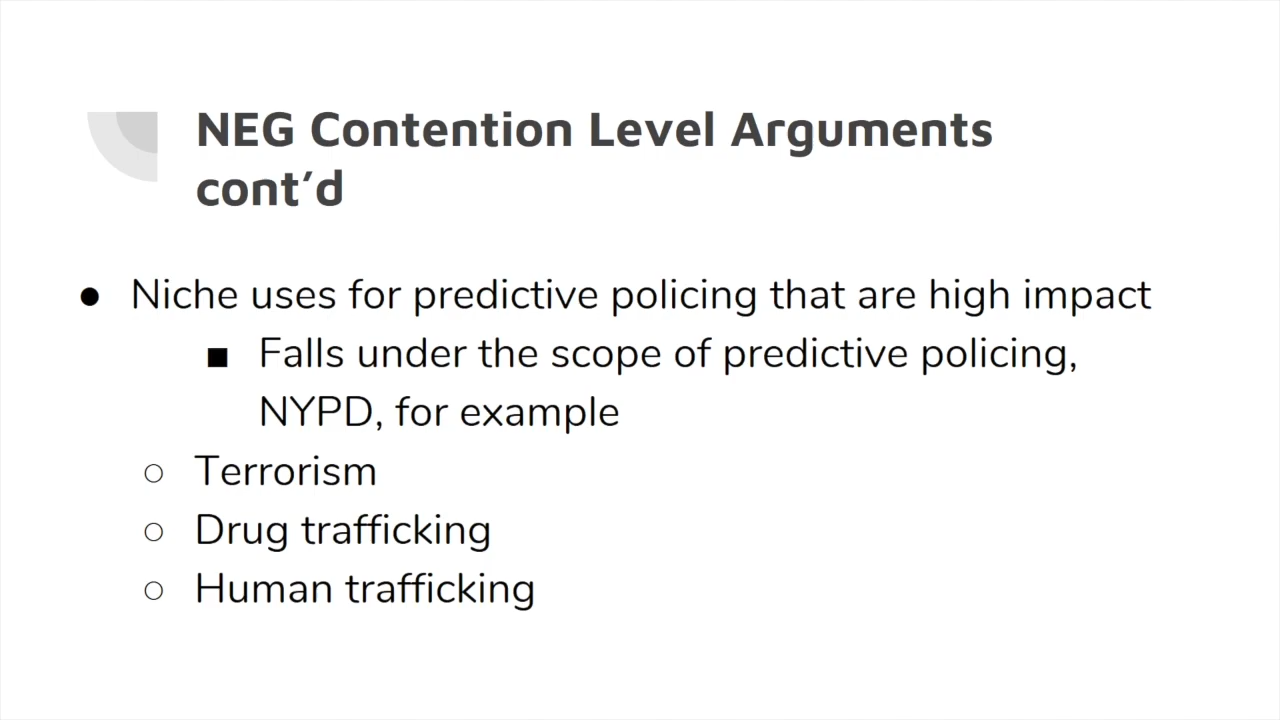 NEG Contention Level Arguments
cont’d
● Niche uses for predictive policing that are high impact
■ Falls under the scope of predictive policing,
NYPD, for example
○ Terrorism
○ Drug trafficking
○ Human trafficking